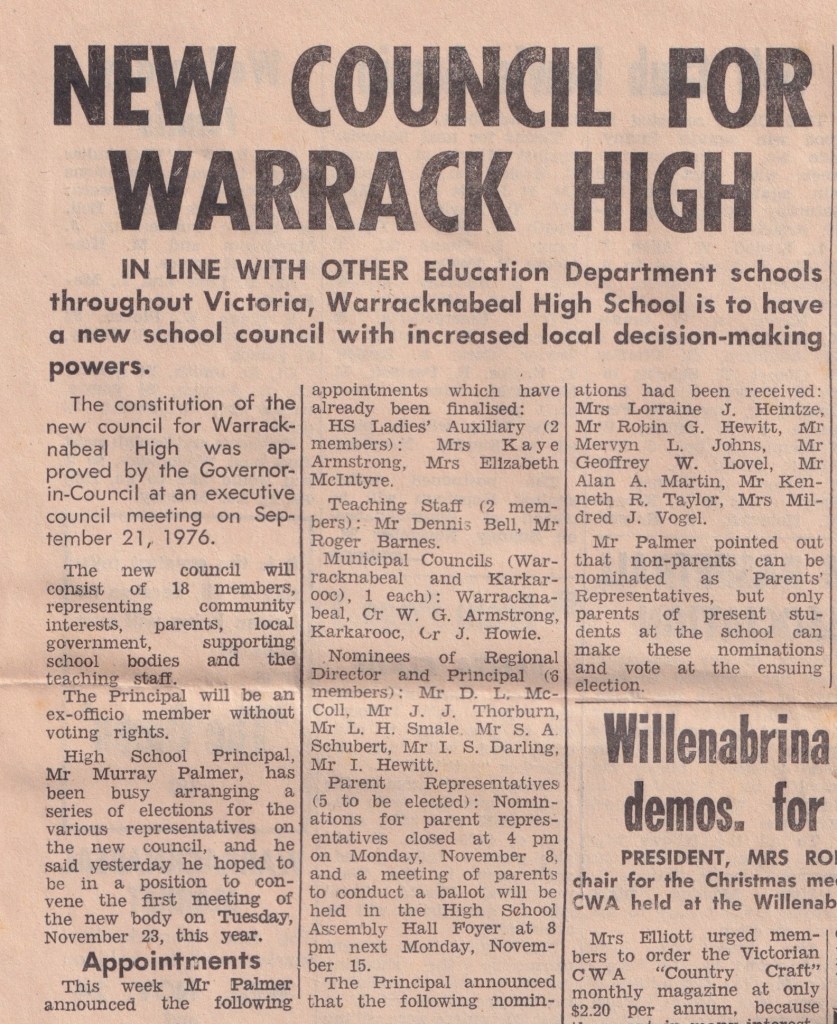 NEW COUNCIL FOR
WARRACK HIGH
IN LINE WITH OTHER Education Department schools
throughout Victoria, Warracknabeal High School is to have
a new school council with increased local decision-making
powers.
The constitution of the
new council for Warrack-
nabeal High was ap-
proved by the Governor-
in-Council at an executive
council meeting on Sep-
tember 21, 1976.
The new council will
consist of 18 members,
representing community
interests, parents, local
government, supporting
school bodies and the
teaching staff.
The Principal will be an
ex-officio member without
voting rights.
High School Principal,
Mr Murray Palmer, has
been busy arranging a
series of elections for the
various representatives on
the new council, and he
said yesterday he hoped to
be in a position to con-
vene the first meeting of
the new body on Tuesday,
November 23, this year.
Appointments
This week Mr Palmer
announced the following
appointments which have
already been finalised:
HS Ladies' Auxiliary (2
members): Mrs Kaye
Armstrong, Mrs Elizabeth
McIntyre.
Teaching Staff (2 mem-
bers): Mr Dennis Bell, Mr
Roger Barnes.
Municipal Councils (War-
racknabeal and Karkar-
ooc), 1 each): Warrackna-
beal, Cr W. G. Armstrong,
Karkarooc, Cr J. Howie.
Nominees of Regional
Director and Principal (6
members): Mr D. L. Mc-
Coll, Mr J. J. Thorburn,
Mr L. H. Smale. Mr S. A.
Schubert, Mr I. S. Darling,
Mr I. Hewitt.
Parent Representatives
(5 to be elected): Nomin-
ations for parent repres-
entatives closed at 4 pm
on Monday, November 8,
and a meeting of parents
to conduct a ballot will be
held in the High School
Assembly Hall Foyer at 8
pm next Monday, Novem-
ber 15.
The Principal announced
that the following nomin-
ations had been received:
Mrs Lorraine J. Heintze,
Mr Robin G. Hewitt, Mr
Mervyn L. Johns, Mr
Geoffrey W. Lovel, Mr
Alan A. Martin, Mr Ken-
neth R. Taylor, Mrs Mil-
dred J. Vogel.
Mr Palmer pointed out
that non-parents can be
nominated as Parents'
Representatives, but only
parents of present stu-
dents at the school can
make these nominations
and vote at the ensuing
election.
Willenabrina
demos. for
PRESIDENT, MRS
chair for the Christmas
CWA held at the
Mrs Elliott urged mem-
bers to order the Victorian
CWA "Country Craft"
monthly magazine at only
$2.20 per annum, because